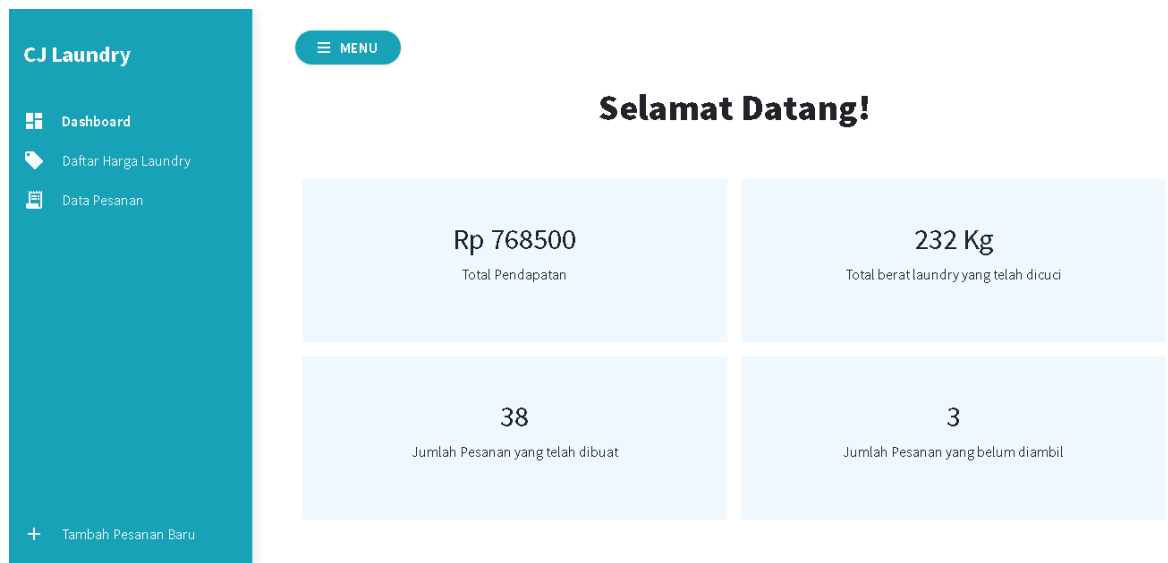 CJ Laundry
Dashboard
Daftar Harga Laundry
Data Pesanan
Tambah Pesanan Baru
MENU
Selamat Datang!
Rp 768500
Total Pendapatan
232 Kg
Total berat laundry yang telah dicuci
38
Jumlah Pesanan yang telah dibuat
3
Jumlah Pesanan yang belum diambil